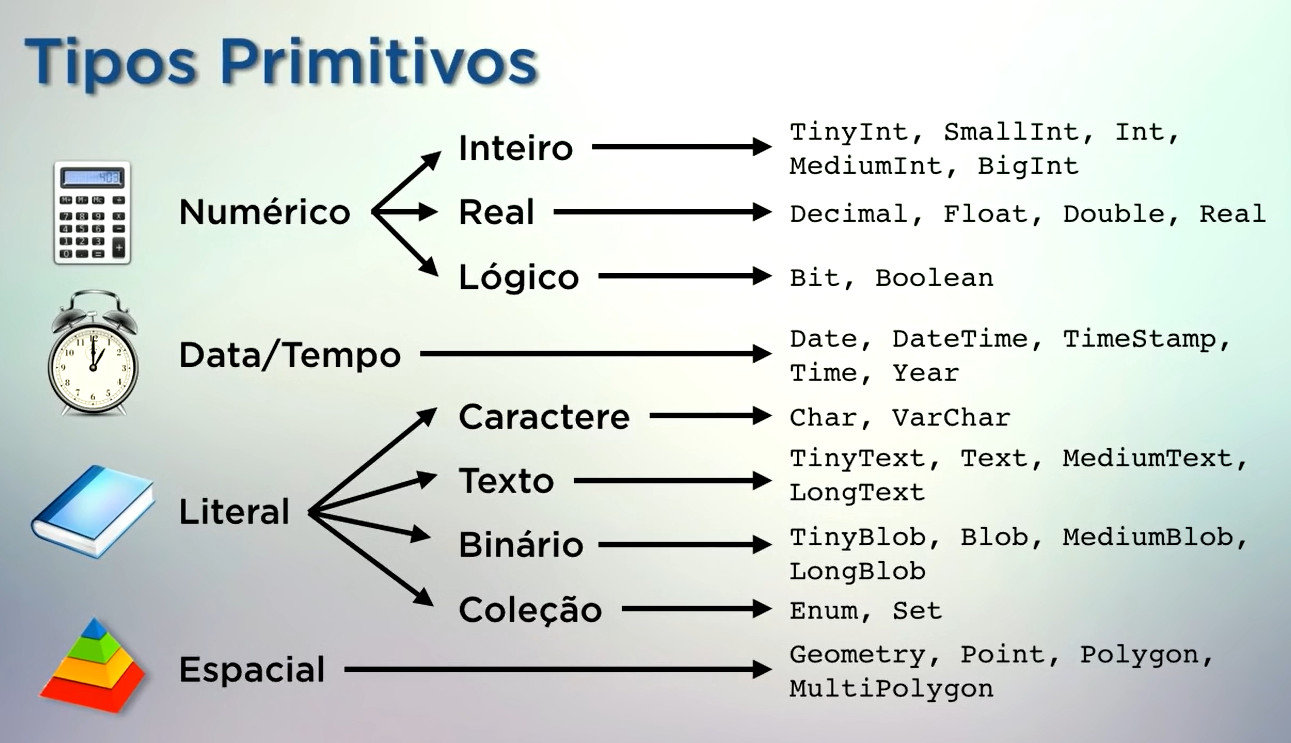 Tipos Primitivos
Numérico
Inteiro
TinyInt, SmallInt, Int,
MediumInt, BigInt
Real
Decimal, Float, Double, Real
Lógico
Bit, Boolean
Data/Tempo
Date, DateTime, TimeStamp,
Time, Year
Literal
Caractere
Char, VarChar
Texto
TinyText, Text, MediumText,
LongText
Binário
TinyBlob, Blob, MediumBlob,
LongBlob
Coleção
Enum, Set
Espacial
Geometry, Point, Polygon,
MultiPolygon